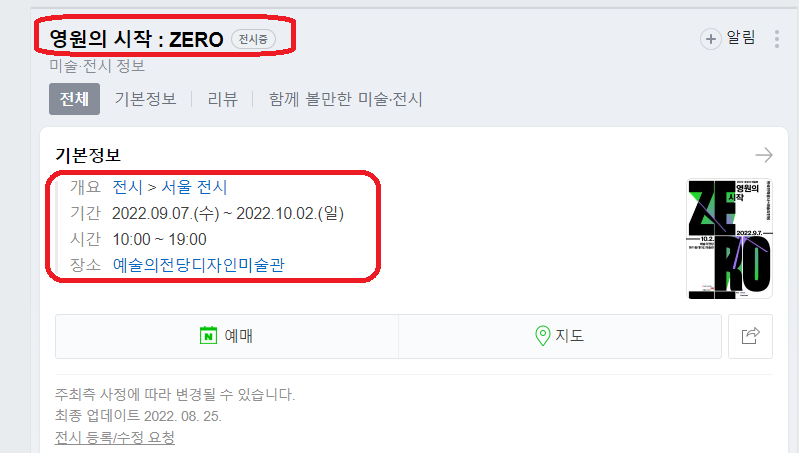 영원의 시작 : ZERO 전시중
알림
미술·전시 정보
전체 기본정보 리뷰 함께 볼만한 미술·전시
기본정보
개요 전시 > 서울 전시
기간 2022.09.07.(수) ~ 2022.10.02.(일)
시간 10:00 ~ 19:00
장소 예술의전당디자인미술관
영원의
시작
ZERO
2022.9.7.
10.2.
N 예매
지도
주최측 사정에 따라 변경될 수 있습니다.
최종 업데이트 2022. 08. 25.
전시 등록/수정 요청